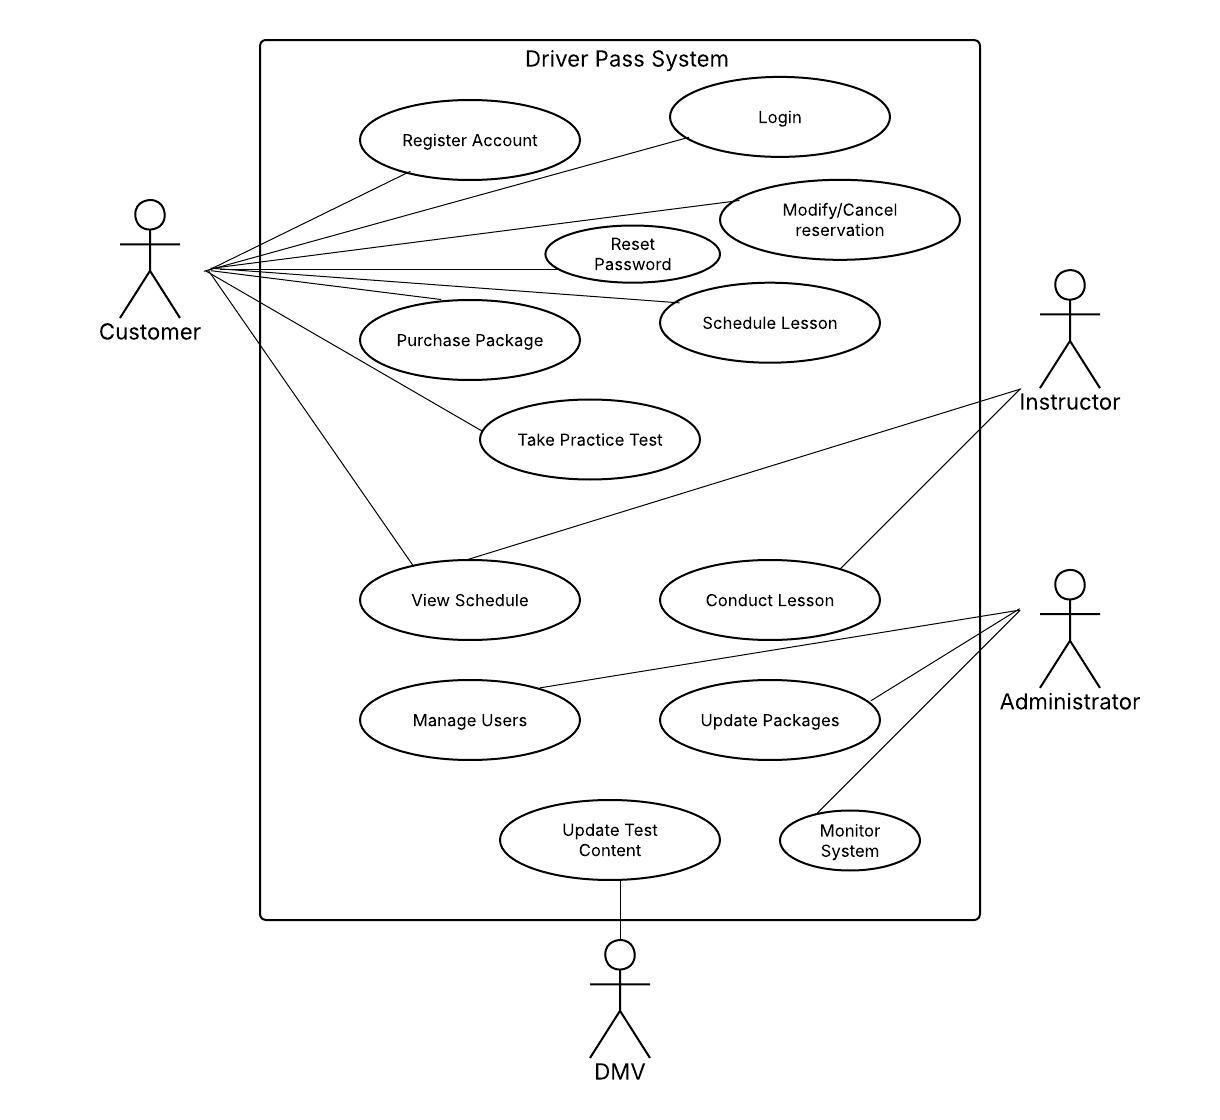 Driver Pass System
Register Account
Login
Modify/Cancel
reservation
Reset
Password
Customer
Purchase Package
Schedule Lesson
Instructor
Take Practice Test
View Schedule
Conduct Lesson
Administrator
Manage Users
Update Packages
Update Test
Content
Monitor
System
DMV